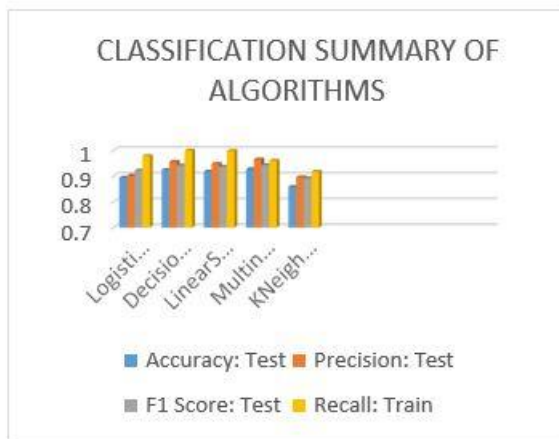 CLASSIFICATION SUMMARY OF
ALGORITHMS
1
0.9
0.8
0.7
Logisti...
Decisio...
LinearS...
Multin...
KNeigh...
Accuracy: Test Precision: Test
F1 Score: Test Recall: Train